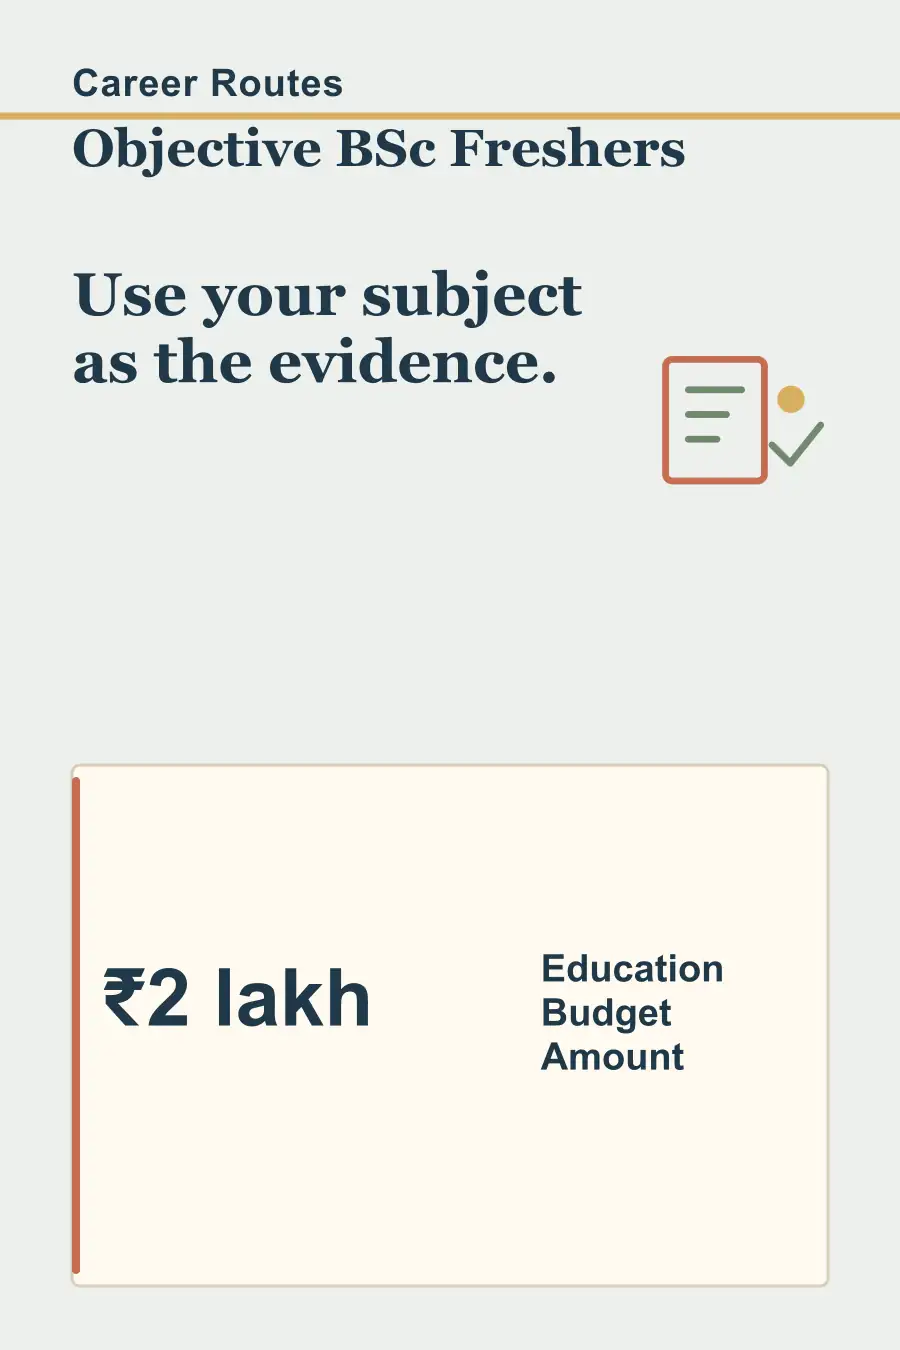 Career Routes
Objective BSc Freshers
Use your subject
as the evidence.
₹2 lakh
Education
Budget
Amount